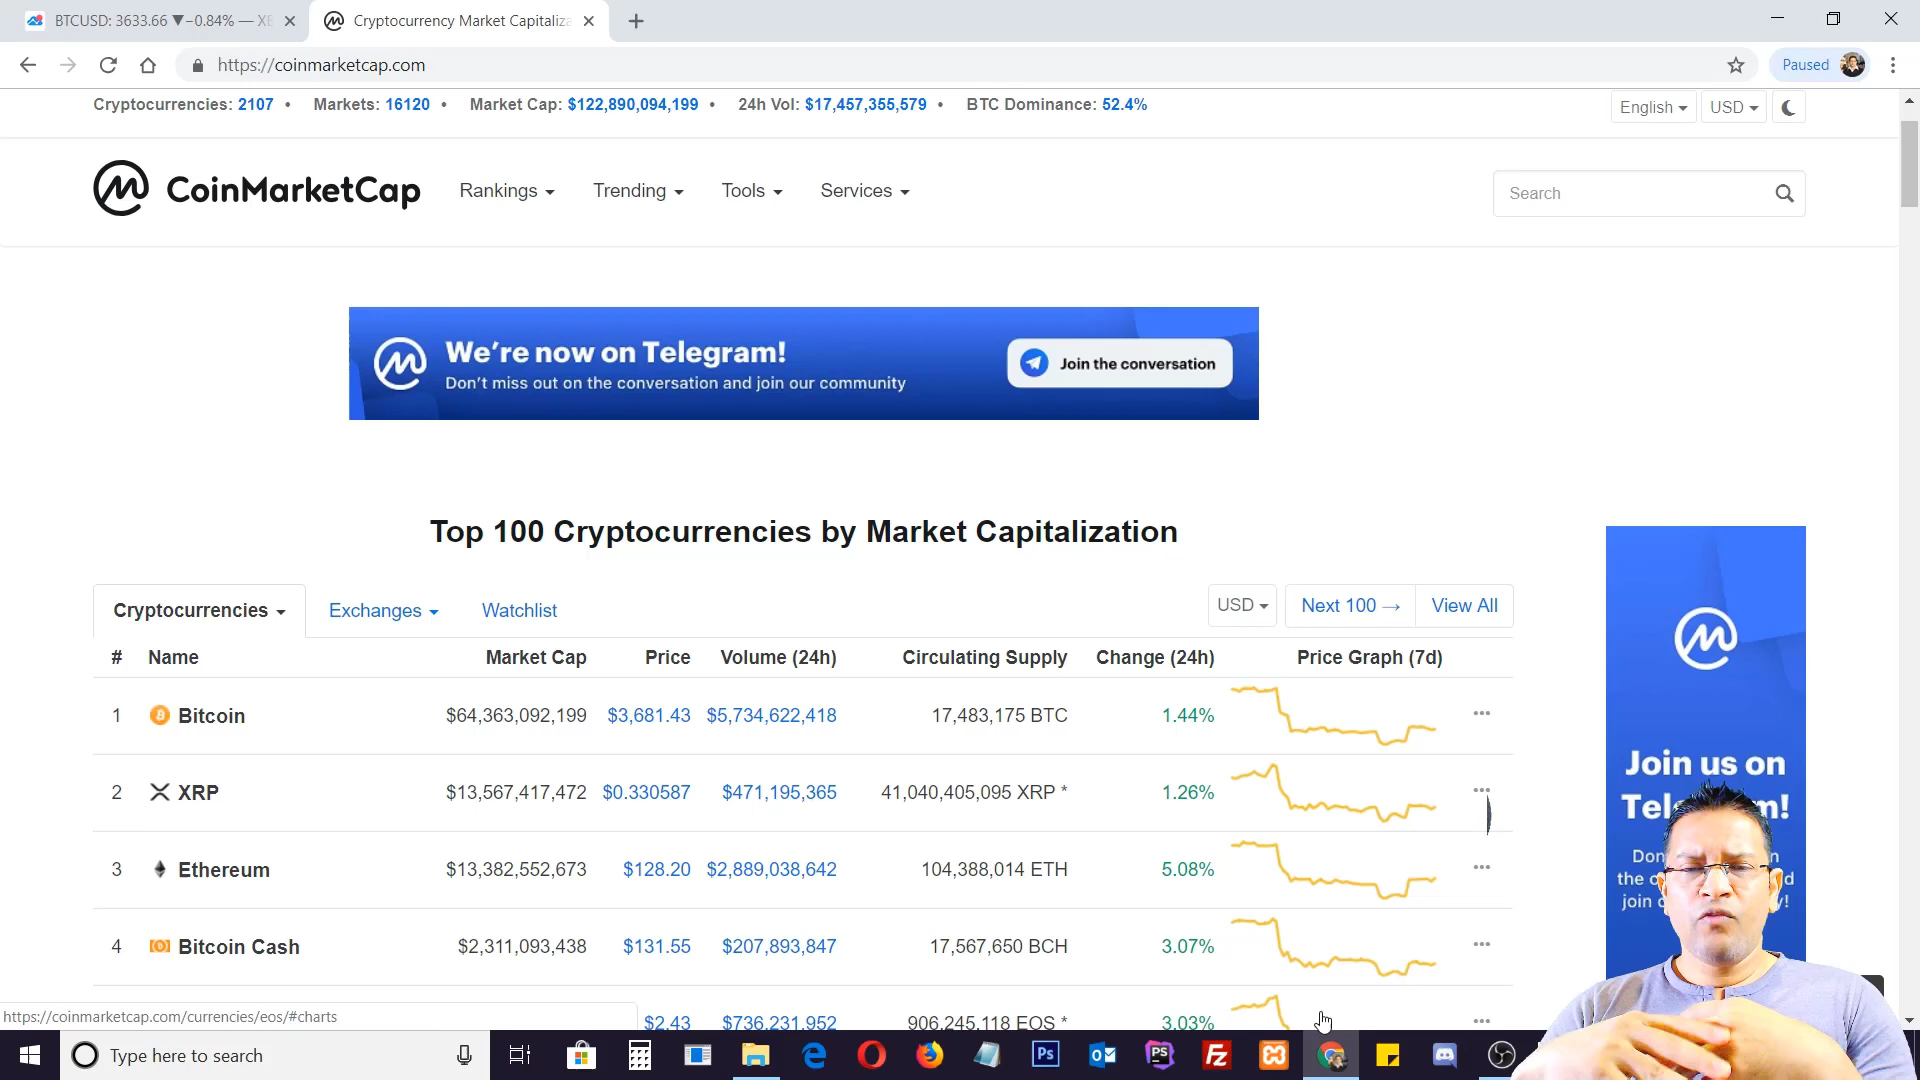 BTCUSD: 3633.66 ▼−0.84% — XB
Cryptocurrency Market Capitaliza
https://coinmarketcap.com
Paused
Cryptocurrencies: 2107 • Markets: 16120 • Market Cap: $122,890,094,199 • 24h Vol: $17,457,355,579 • BTC Dominance: 52.4%
English USD
CoinMarketCap
Rankings Trending Tools Services
Search
We're now on Telegram!
Don't miss out on the conversation and join our community
Join the conversation
Top 100 Cryptocurrencies by Market Capitalization
Cryptocurrencies Exchanges Watchlist
USD Next 100 → View All
# Name Market Cap Price Volume (24h) Circulating Supply Change (24h) Price Graph (7d)
1 Bitcoin $64,363,092,199 $3,681.43 $5,734,622,418 17,483,175 BTC 1.44%
2 XRP $13,567,417,472 $0.330587 $471,195,365 41,040,405,095 XRP * 1.26%
3 Ethereum $13,382,552,673 $128.20 $2,889,038,642 104,388,014 ETH 5.08%
4 Bitcoin Cash $2,311,093,438 $131.55 $207,893,847 17,567,650 BCH 3.07%
$2.43 $736,231,952 906,245,118 EOS * 3.03%
Join us on
the
join
https://coinmarketcap.com/currencies/eos/#charts
Type here to search
Ps
PS
Fz